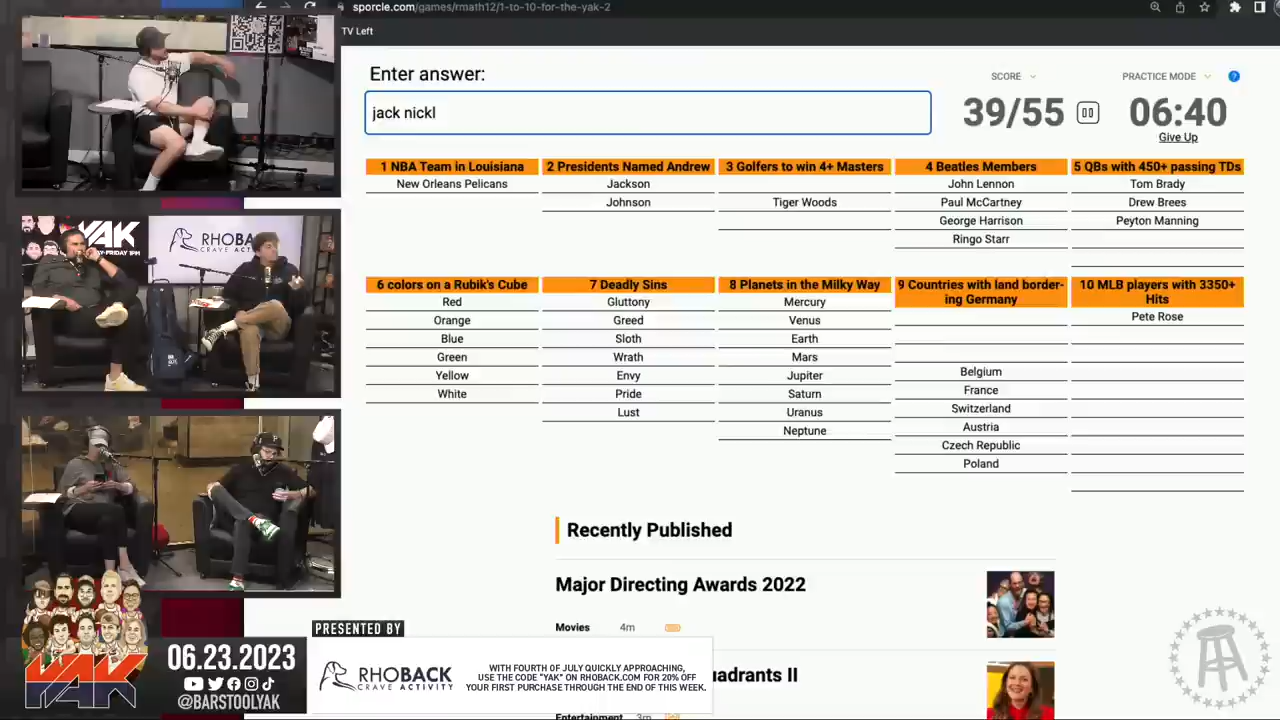 sporcle.com/games/rmath12/1-to-10-for-the-yak-2
TV Left
Enter answer:
jack nickl
SCORE
39/55
PRACTICE MODE
06:40
Give Up
1 NBA Team in Louisiana
New Orleans Pelicans
2 Presidents Named Andrew
Jackson
Johnson
3 Golfers to win 4+ Masters
Tiger Woods
4 Beatles Members
John Lennon
Paul McCartney
George Harrison
Ringo Starr
5 QBs with 450+ passing TDs
Tom Brady
Drew Brees
Peyton Manning
6 colors on a Rubik's Cube
Red
Orange
Blue
Green
Yellow
White
7 Deadly Sins
Gluttony
Greed
Sloth
Wrath
Envy
Pride
Lust
8 Planets in the Milky Way
Mercury
Venus
Earth
Mars
Jupiter
Saturn
Uranus
Neptune
9 Countries with land border-
ing Germany
Belgium
France
Switzerland
Austria
Czech Republic
Poland
10 MLB players with 3350+
Hits
Pete Rose
Recently Published
Major Directing Awards 2022
Movies 4m
uadrants II
Entertainment 3m
YAK
RHOBA
CRAVE ACT
YAK
06.23.2023
@BARSTOOLYAK
PRESENTED BY
RHOBACK
CRAVE ACTIVITY
WITH FOURTH OF JULY QUICKLY APPROACHING,
USE THE CODE "YAK" ON RHOBACK.COM FOR 20% OFF
YOUR FIRST PURCHASE THROUGH THE END OF THIS WEEK.